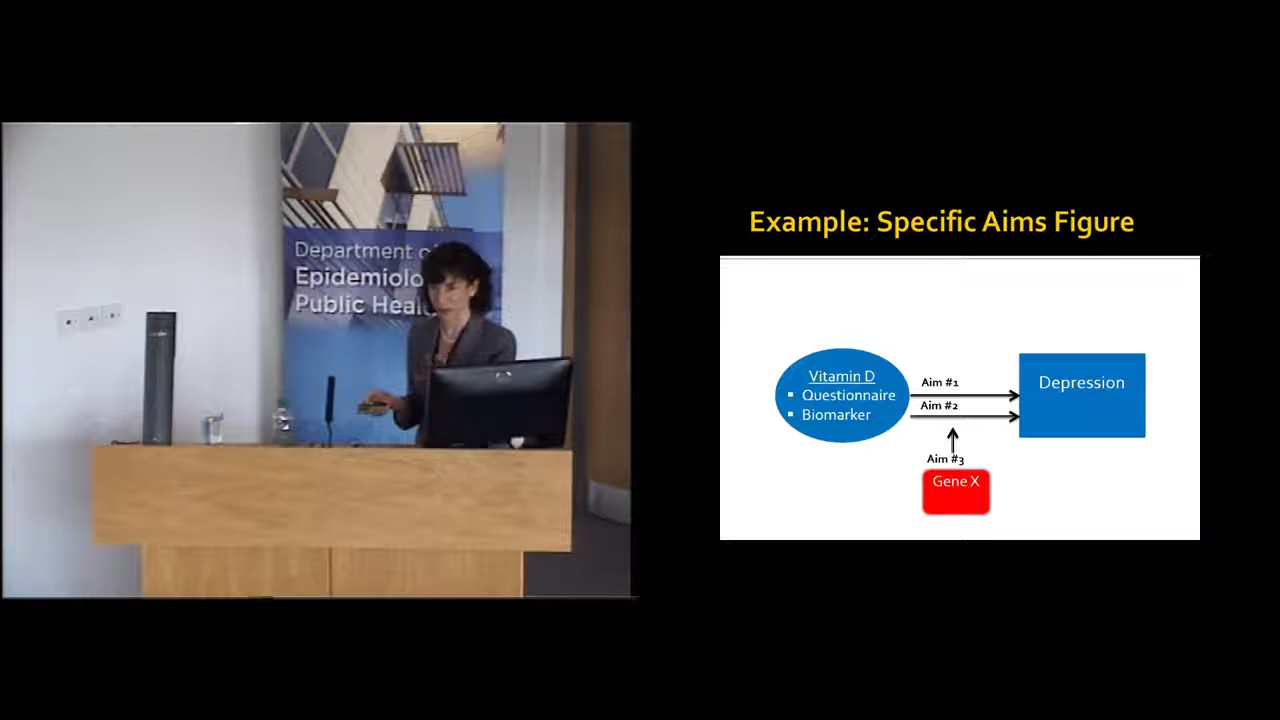 Department
Epidemiolo
Public Heal
Example: Specific Aims Figure
Vitamin D
▪ Questionnaire
▪ Biomarker
Aim #1
Aim #2
Depression
Aim #3
Gene X